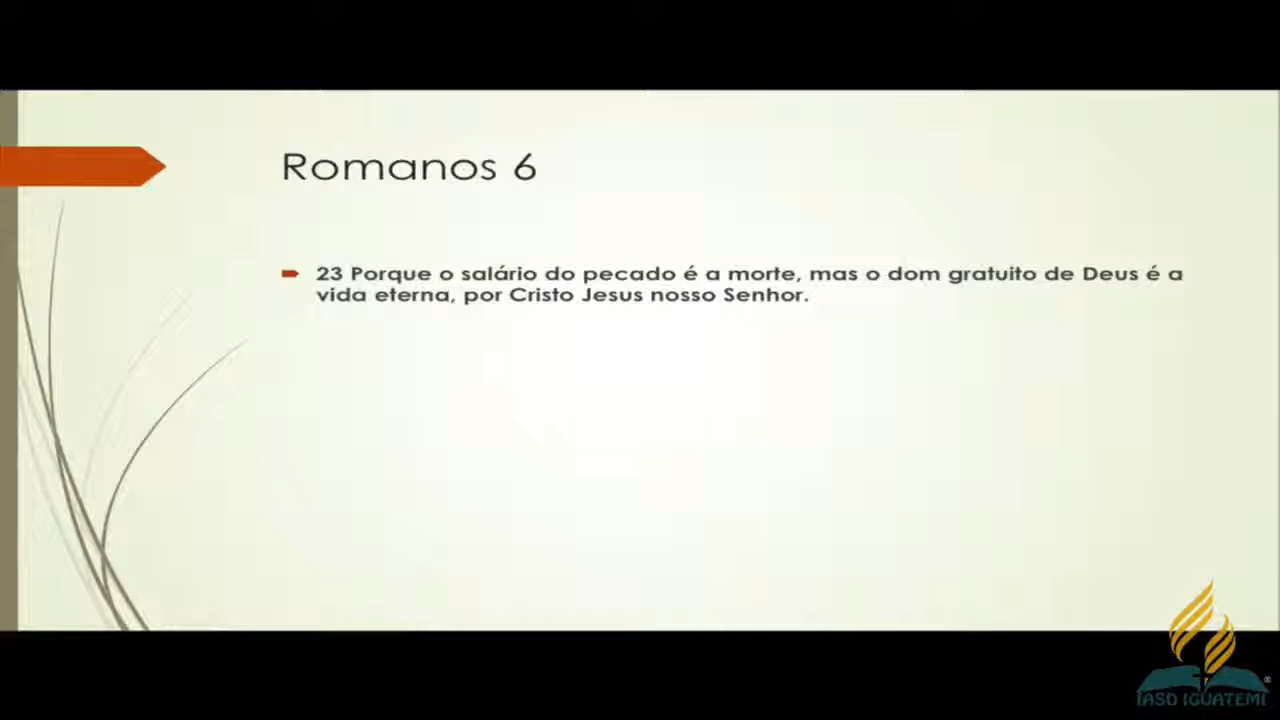 Romanos 6
23 Porque o salário do pecado é a morte, mas o dom gratuito de Deus é a
vida eterna, por Cristo Jesus nosso Senhor.
IASD IGUATEMI
®